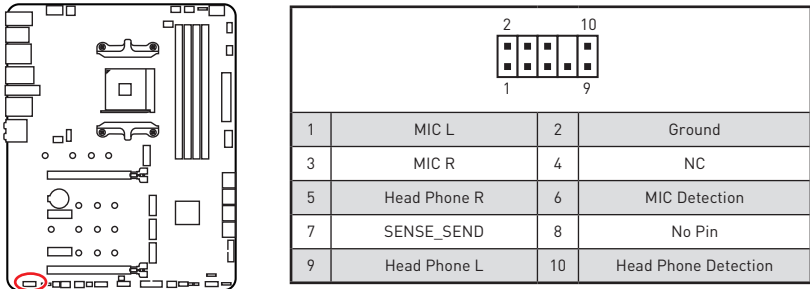 2 10
1 9
1 MIC L 2 Ground
3 MIC R 4 NC
5 Head Phone R 6 MIC Detection
7 SENSE_SEND 8 No Pin
9 Head Phone L 10 Head Phone Detection